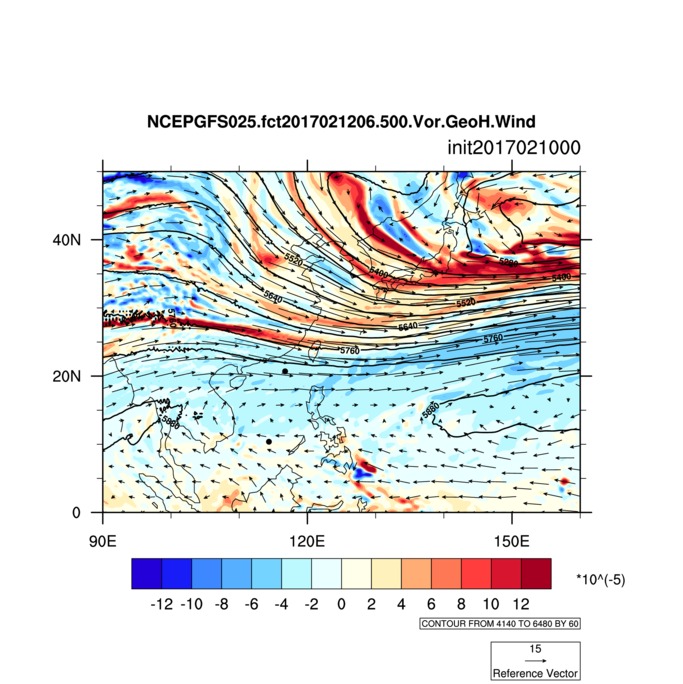 NCEPGFS025.fct2017021206.500.Vor.GeoH.Wind
init2017021000
40N
20N
0
5520
5400
5280
5400
5640
5520
5760
5640
5760
5760
5880
5880
90E
120E
150E
-12 -10 -8 -6 -4 -2 0 2 4 6 8 10 12
*10^(-5)
CONTOUR FROM 4140 TO 6480 BY 60
15
Reference Vector